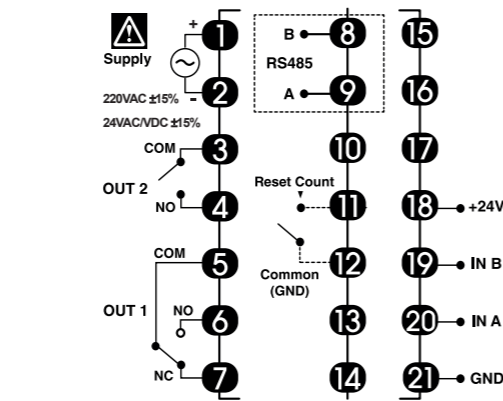 + 1 B 8 15
Supply
RS485
220VAC ±15% - 2 A 9 16
24VAC/VDC ±15%
COM 3 10 17
OUT 2
Reset Count
NO 4 11 18 +24V
COM 5 12 19 IN B
Common
(GND)
OUT 1 NO 6 13 20 IN A
NC 7 14 21 GND